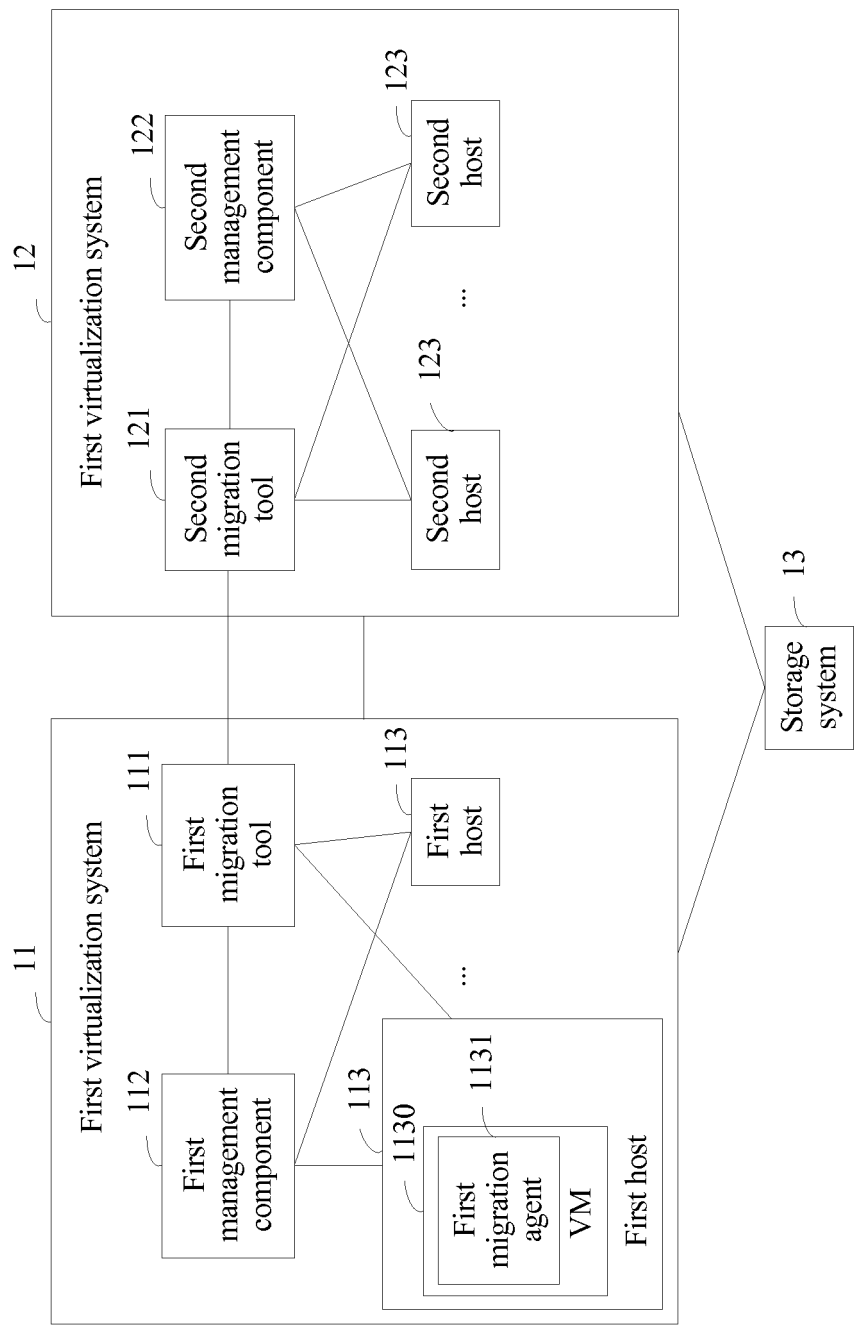 11
First virtualization system
112
First
management
component
111
First
migration
tool
113
1130
1131
First
migration
agent
VM
First host
...
113
First
host
12
First virtualization system
121
Second
migration
tool
122
Second
management
component
123
Second
host
...
123
Second
host
13
Storage
system